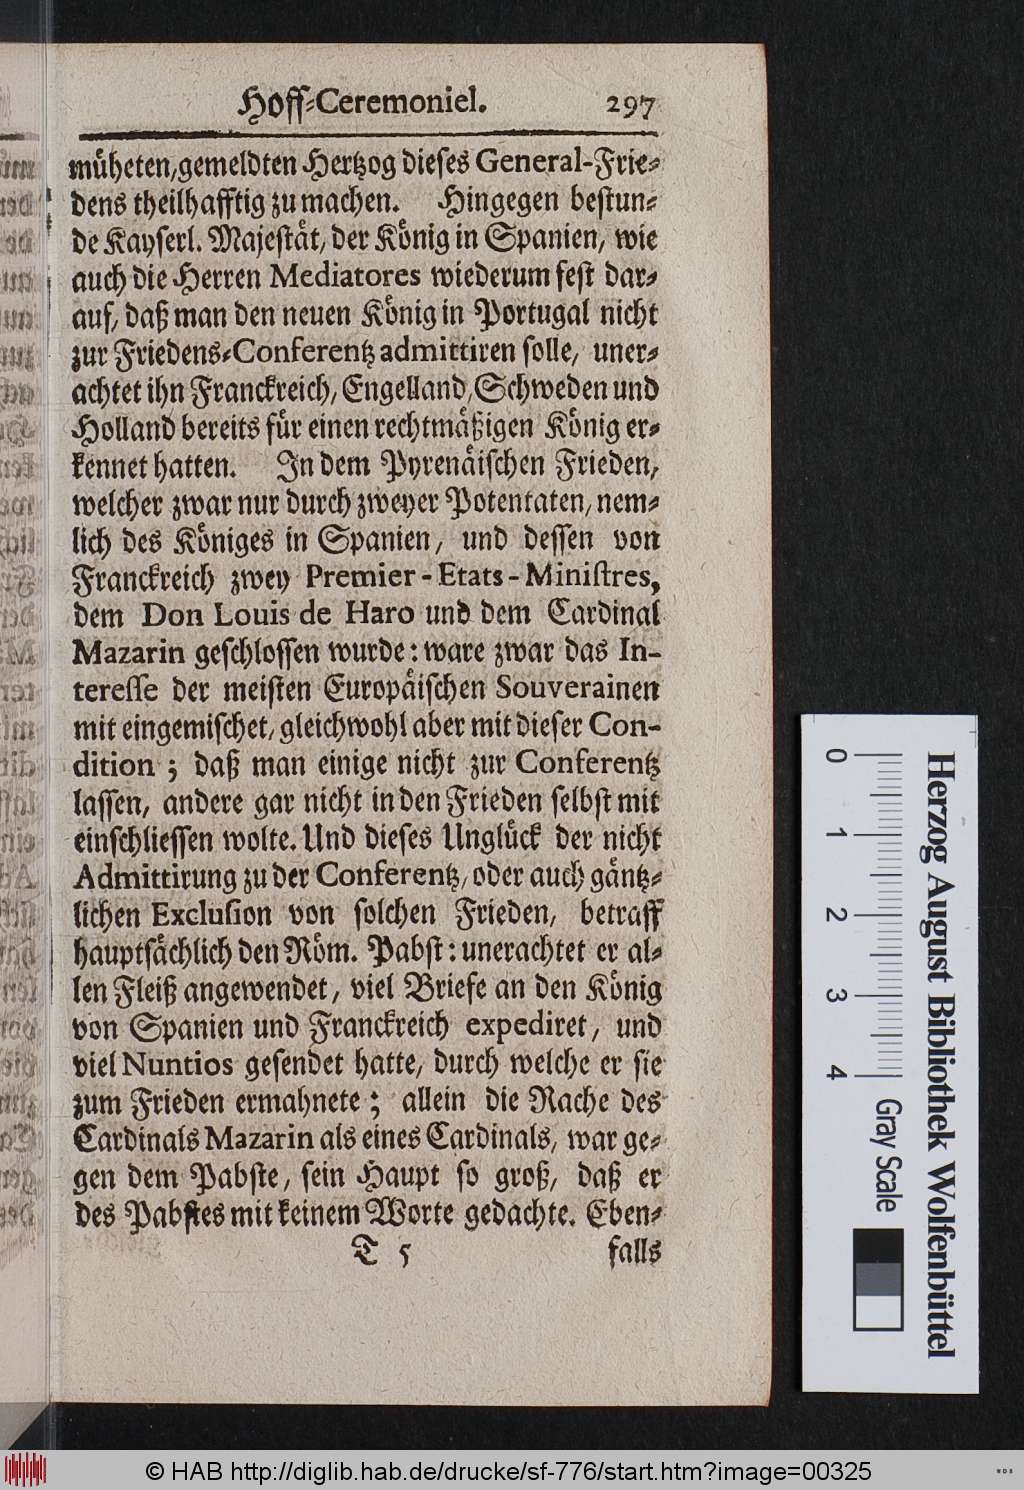 Hoff-Ceremoniel. 297
müheten, gemeldten Hertzog dieses General-Frie-
dens theilhafftig zu machen. Hingegen bestun-
de Kayserl. Majestät, der König in Spanien, wie
auch die Herren Mediatores wiederum fest dar-
auf, daß man den neuen König in Portugal nicht
zur Friedens-Conferentz admittiren solle, uner-
achtet ihn Franckreich, Engelland, Schweden und
Holland bereits für einen rechtmäßigen König er-
kennet hatten. In dem Pyrenäischen Frieden,
welcher zwar nur durch zweyer Potentaten, nem-
lich des Königes in Spanien, und dessen von
Franckreich zwey Premier-Etats-Ministres,
dem Don Louis de Haro und dem Cardinal
Mazarin geschlossen wurde: ware zwar das In-
teresse der meisten Europäischen Souverainen
mit eingemischet, gleichwohl aber mit dieser Con-
dition; daß man einige nicht zur Conferentz
lassen, andere gar nicht in den Frieden selbst mit
einschliessen wolte. Und dieses Unglück der nicht
Admittirung zu der Conferentz, oder auch gäntz-
lichen Exclusion von solchen Frieden, betraff
hauptsächlich den Röm. Pabst: unerachtet er al-
len Fleiß angewendet, viel Briefe an den König
von Spanien und Franckreich expediret, und
viel Nuntios gesendet hatte, durch welche er sie
zum Frieden ermahnete; allein die Rache des
Cardinals Mazarin als eines Cardinals, war ge-
gen dem Pabste, sein Haupt so groß, daß er
des Pabstes mit keinem Worte gedachte. Eben-
T 5 falls
Herzog August Bibliothek Wolfenbüttel
0 1 2 3 4 Gray Scale
© HAB http://diglib.hab.de/drucke/sf-776/start.htm?image=00325